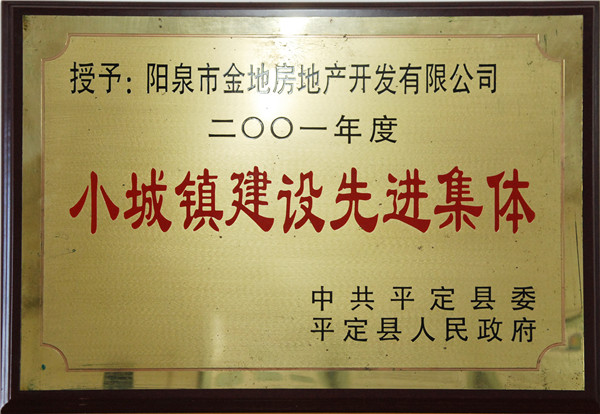 授予：阳泉市金地房地产开发有限公司
二〇〇一年度
小城镇建设先进集体
中共平定县委
平定县人民政府